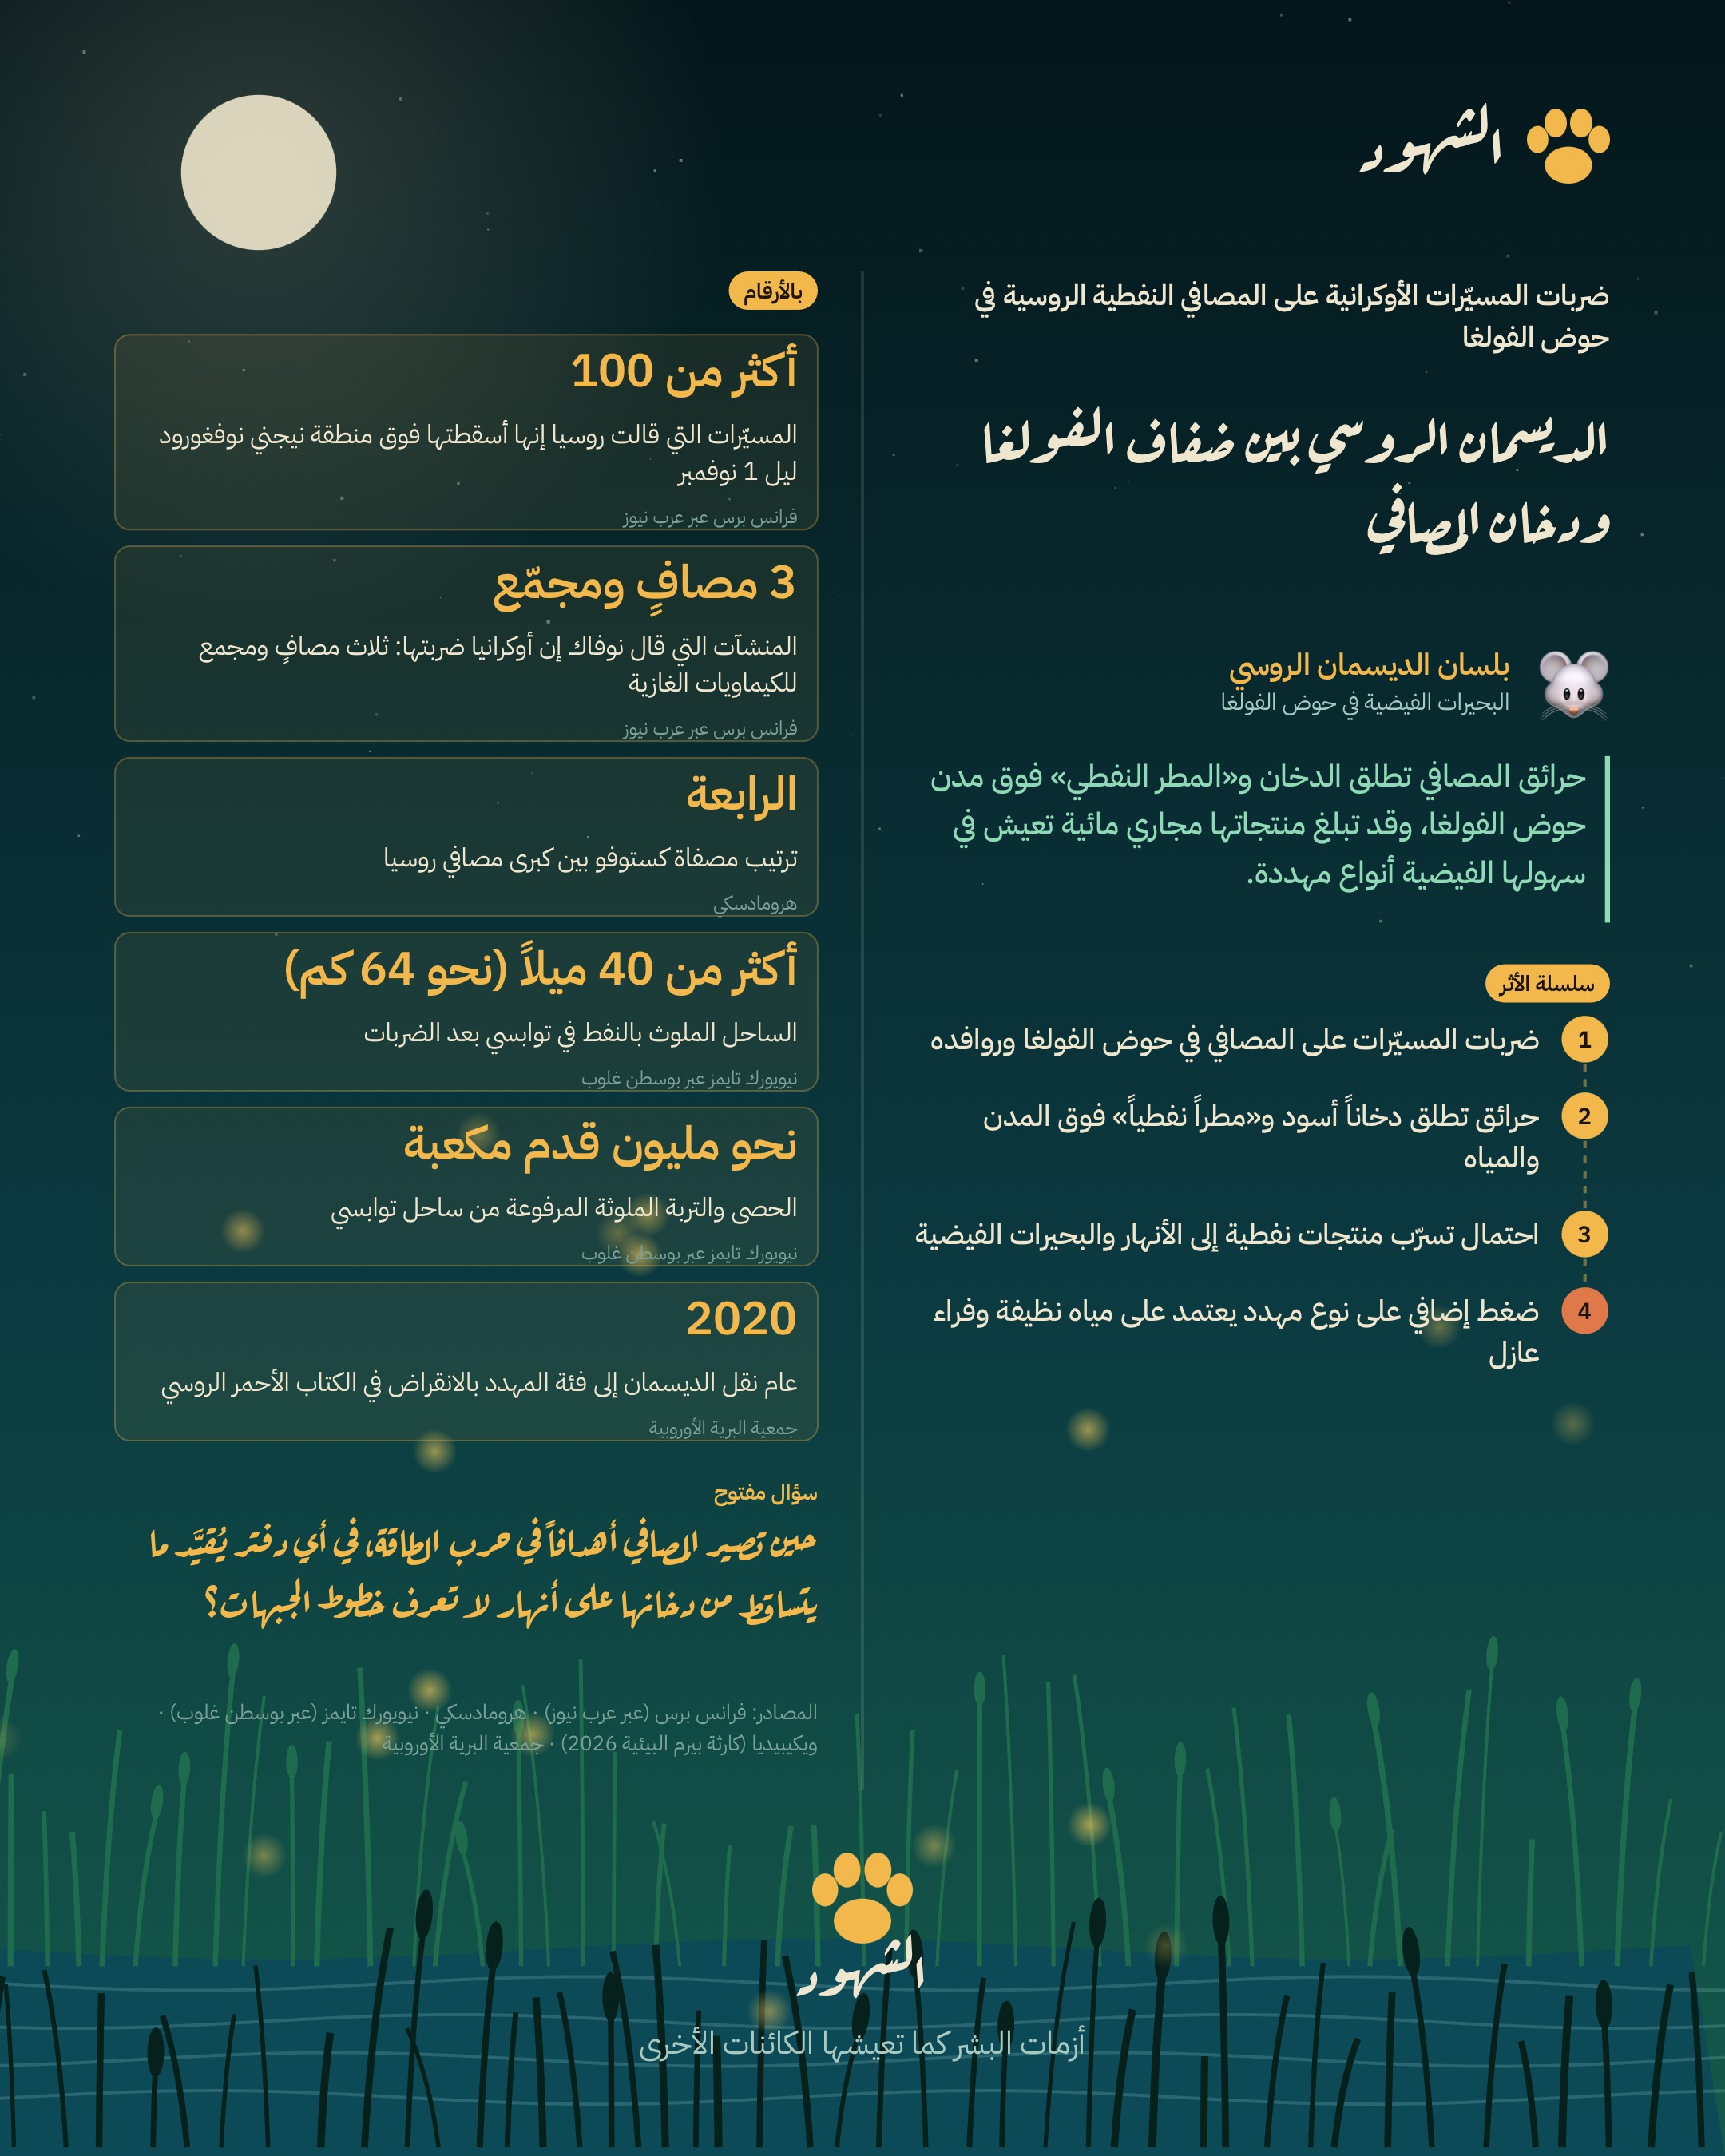 الشهود
ضربات المسيّرات الأوكرانية على المصافي النفطية الروسية في
حوض الفولغا
الديسمان الروسي بين ضفاف الفولغا
ودخان المصافي
بلسان الديسمان الروسي
البحيرات الفيضية في حوض الفولغا
حرائق المصافي تطلق الدخان و«المطر النفطي» فوق مدن
حوض الفولغا، وقد تبلغ منتجاتها مجاري مائية تعيش في
سهولها الفيضية أنواع مهددة.
سلسلة الأثر
1 ضربات المسيّرات على المصافي في حوض الفولغا وروافده
2 حرائق تطلق دخاناً أسود و«مطراً نفطياً» فوق المدن
والمياه
3 احتمال تسرّب منتجات نفطية إلى الأنهار والبحيرات الفيضية
4 ضغط إضافي على نوع مهدد يعتمد على مياه نظيفة وفراء
عازل
بالأرقام
أكثر من 100
المسيّرات التي قالت روسيا إنها أسقطتها فوق منطقة نيجني نوفغورود
ليل 1 نوفمبر
فرانس برس عبر عرب نيوز
3 مصافٍ ومجمّع
المنشآت التي قال نوفاك إن أوكرانيا ضربتها: ثلاث مصافٍ ومجمع
للكيماويات الغازية
فرانس برس عبر عرب نيوز
الرابعة
ترتيب مصفاة كستوفو بين كبرى مصافي روسيا
هرومادسكي
أكثر من 40 ميلاً (نحو 64 كم)
الساحل الملوث بالنفط في توابسي بعد الضربات
نيويورك تايمز عبر بوسطن غلوب
نحو مليون قدم مكعبة
الحصى والتربة الملوثة المرفوعة من ساحل توابسي
نيويورك تايمز عبر بوسطن غلوب
2020
عام نقل الديسمان إلى فئة المهدد بالانقراض في الكتاب الأحمر الروسي
جمعية البرية الأوروبية
سؤال مفتوح
حين تصير المصافي أهدافاً في حرب الطاقة، في أي دفتر يُقيَّد ما
يتساقط من دخانها على أنهار لا تعرف خطوط الجبهات؟
المصادر: فرانس برس (عبر عرب نيوز) · هرومادسكي · نيويورك تايمز (عبر بوسطن غلوب) ·
ويكيبيديا (كارثة بيرم البيئية 2026) · جمعية البرية الأوروبية
الشهود
أزمات البشر كما تعيشها الكائنات الأخرى